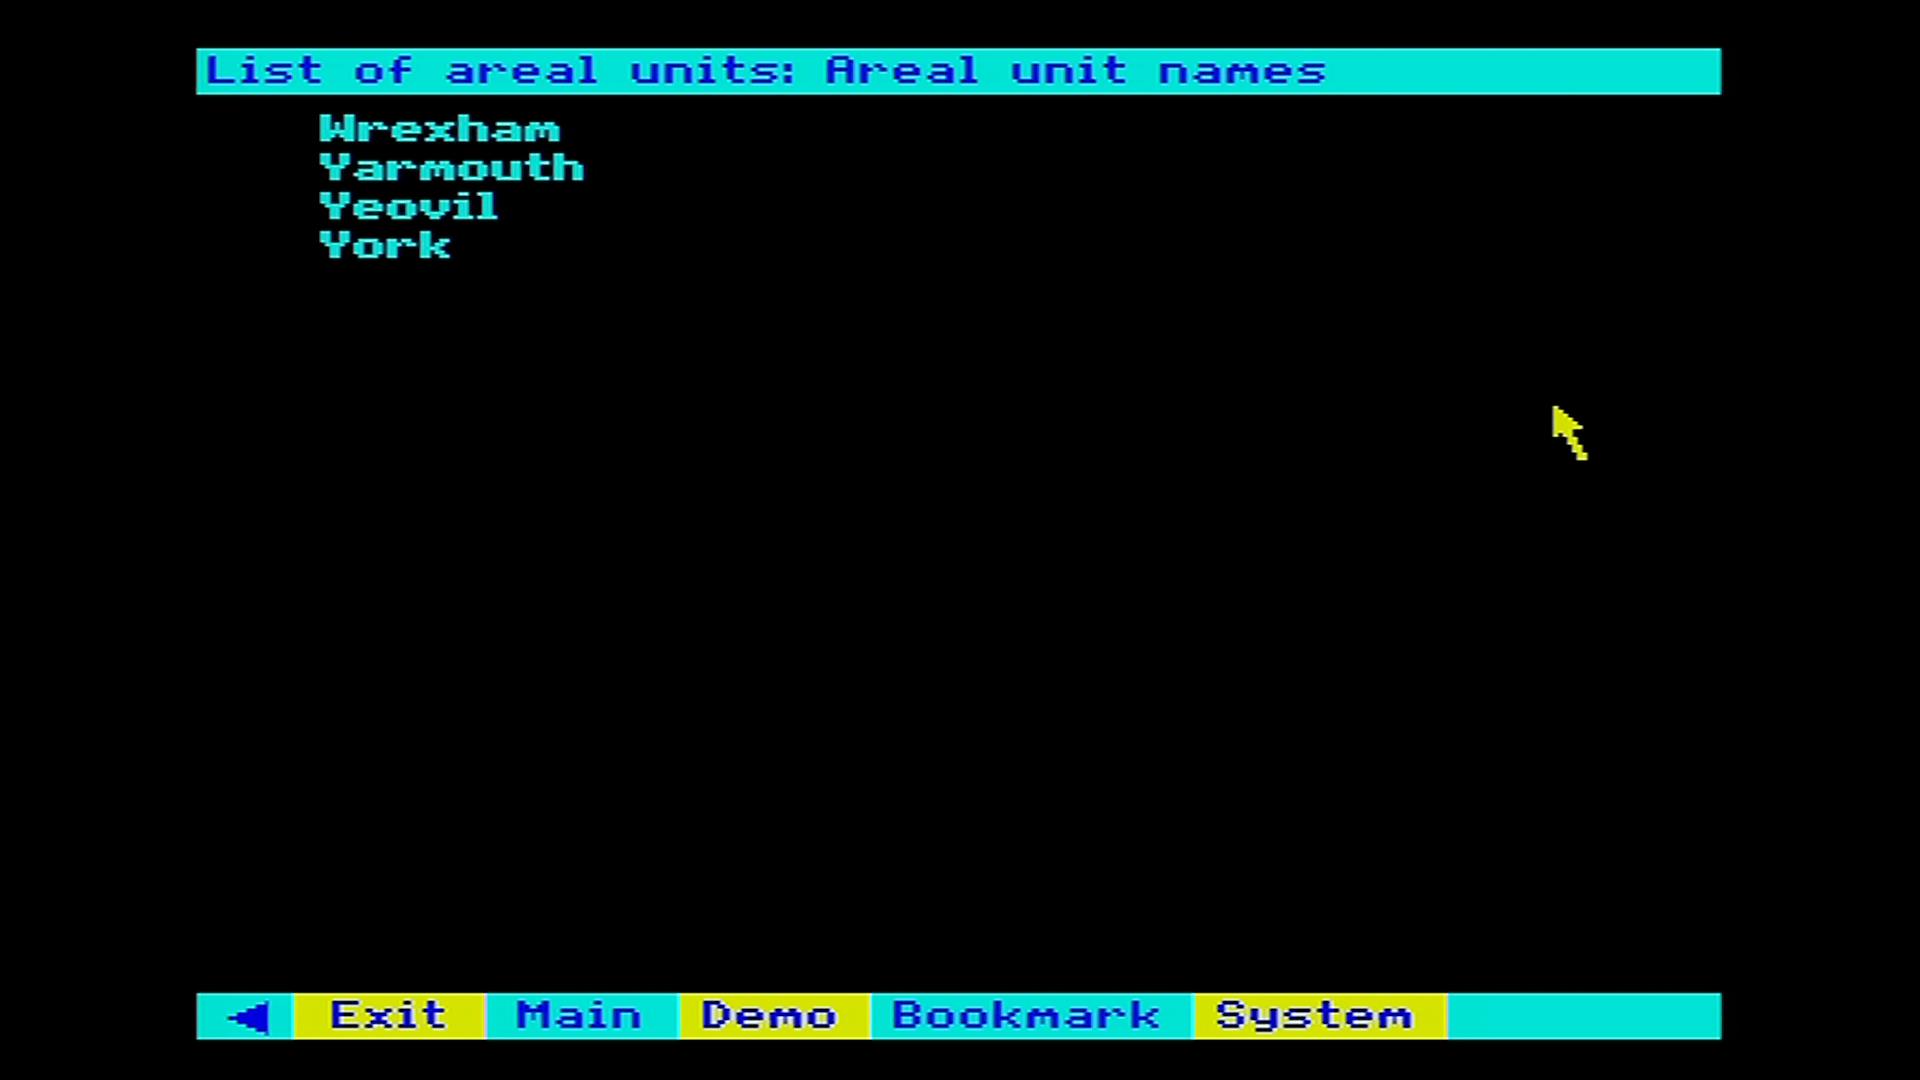 List of areal units: Areal unit names
Wrexham
Yarmouth
Yeovil
York
Exit Main Demo Bookmark System